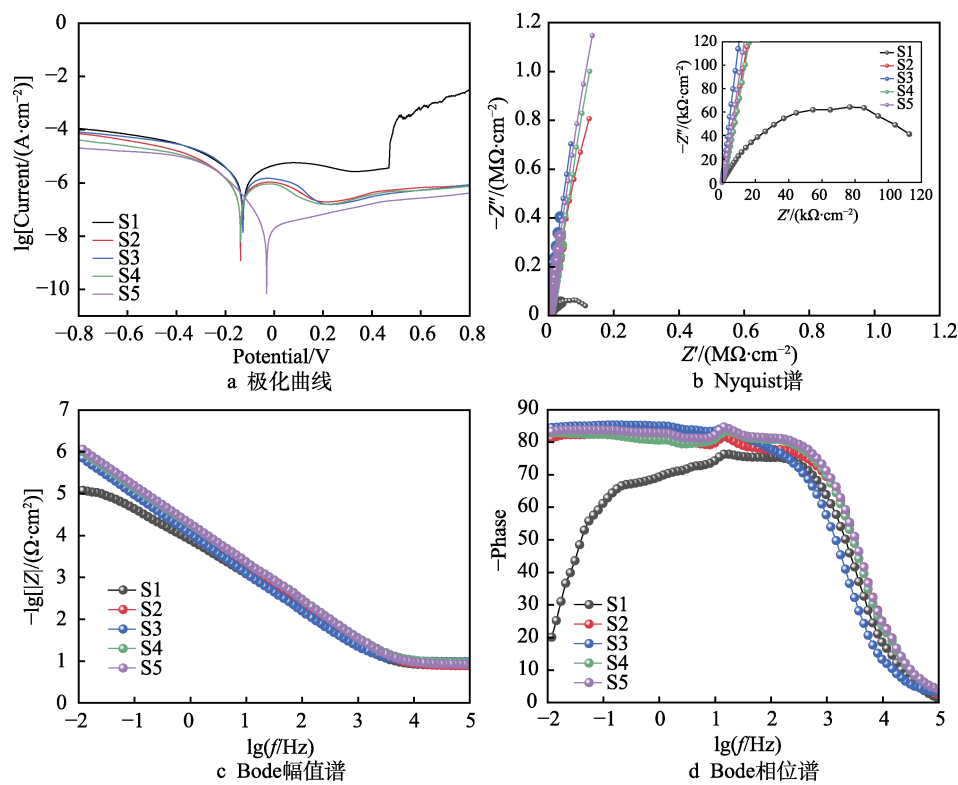 0
−2
−4
−6
−8
−10
lg[Current/(A·cm⁻²)]
S1
S2
S3
S4
S5
−0.8 −0.6 −0.4 −0.2 0 0.2 0.4 0.6 0.8
Potential/V
a 极化曲线
1.2
1.0
0.8
0.6
0.4
0.2
0
−Z″/(MΩ·cm⁻²)
120
100
80
60
40
20
0
−Z″/(kΩ·cm⁻²)
S1
S2
S3
S4
S5
0 20 40 60 80 100 120
Z′/(kΩ·cm⁻²)
0 0.2 0.4 0.6 0.8 1.0 1.2
Z′/(MΩ·cm⁻²)
b Nyquist谱
7
6
5
4
3
2
1
0
−lg[|Z|/(Ω·cm²)]
S1
S2
S3
S4
S5
−2 −1 0 1 2 3 4 5
lg(f/Hz)
c Bode幅值谱
90
80
70
60
50
40
30
20
10
0
−Phase
S1
S2
S3
S4
S5
−2 −1 0 1 2 3 4 5
lg(f/Hz)
d Bode相位谱